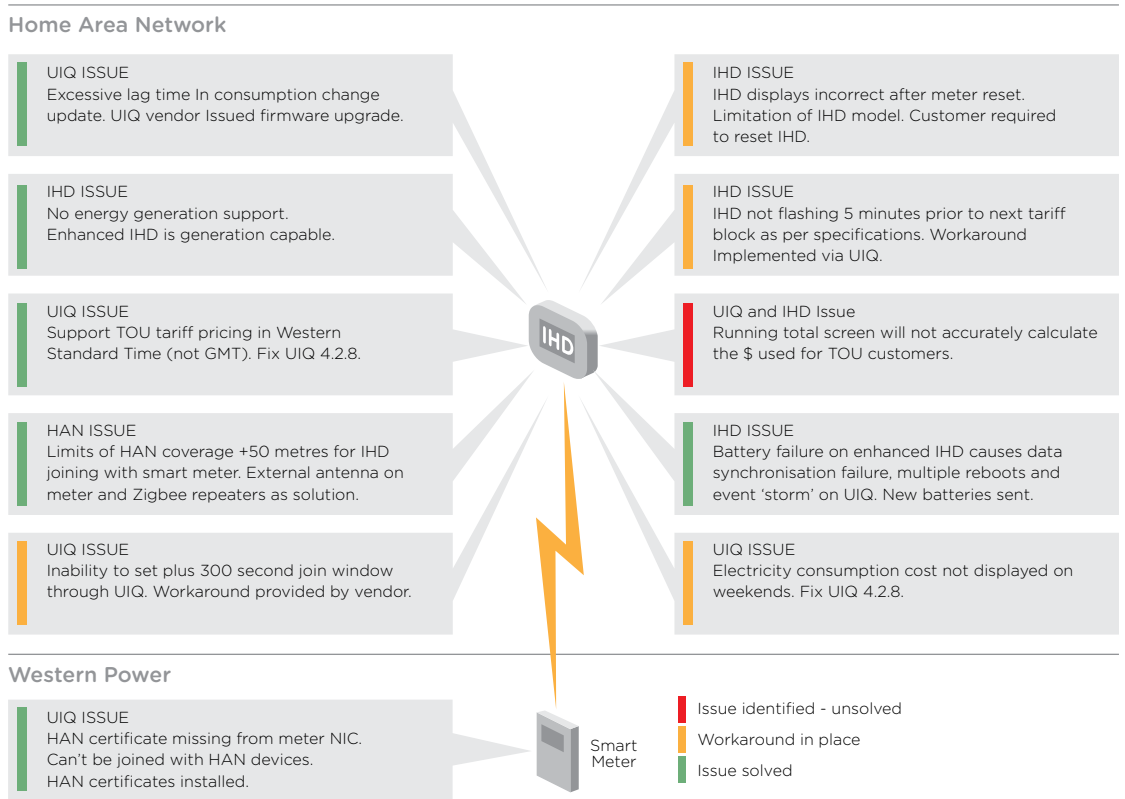 Home Area Network
UIQ ISSUE
Excessive lag time In consumption change
update. UIQ vendor Issued firmware upgrade.
IHD ISSUE
No energy generation support.
Enhanced IHD is generation capable.
UIQ ISSUE
Support TOU tariff pricing in Western
Standard Time (not GMT). Fix UIQ 4.2.8.
HAN ISSUE
Limits of HAN coverage +50 metres for IHD
joining with smart meter. External antenna on
meter and Zigbee repeaters as solution.
UIQ ISSUE
Inability to set plus 300 second join window
through UIQ. Workaround provided by vendor.
IHD
IHD ISSUE
IHD displays incorrect after meter reset.
Limitation of IHD model. Customer required
to reset IHD.
IHD ISSUE
IHD not flashing 5 minutes prior to next tariff
block as per specifications. Workaround
Implemented via UIQ.
UIQ and IHD Issue
Running total screen will not accurately calculate
the $ used for TOU customers.
IHD ISSUE
Battery failure on enhanced IHD causes data
synchronisation failure, multiple reboots and
event ‘storm’ on UIQ. New batteries sent.
UIQ ISSUE
Electricity consumption cost not displayed on
weekends. Fix UIQ 4.2.8.
Western Power
UIQ ISSUE
HAN certificate missing from meter NIC.
Can’t be joined with HAN devices.
HAN certificates installed.
Smart
Meter
Issue identified - unsolved
Workaround in place
Issue solved